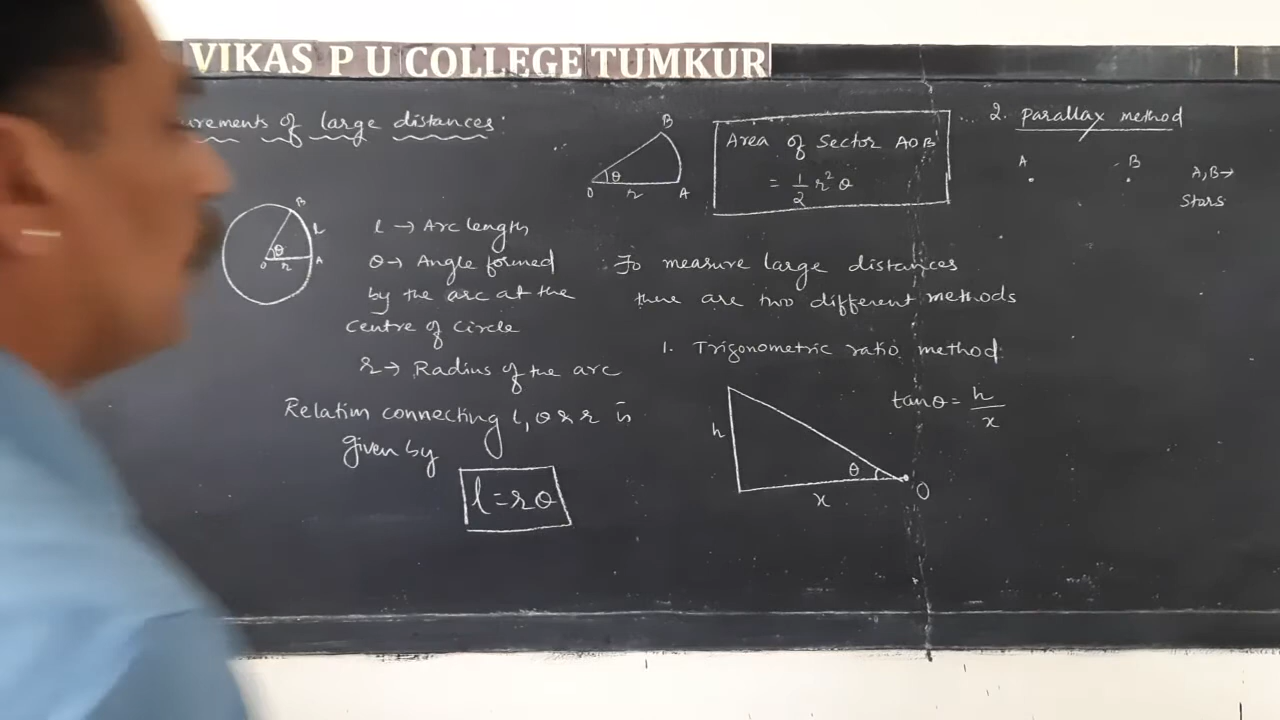 VIKAS P U COLLEGE TUMKUR
urements of large distances:
B
l
θ
O
r
A
l → Arc length
θ → Angle formed
by the arc at the
centre of circle
r → Radius of the arc
Relation connecting l, θ & r is
given by
l = rθ
B
θ
O
r
A
Area of Sector AOB
= 1/2 r² θ
To measure large distances
there are two different methods
1. Trigonometric ratio method
h
θ
x
O
tanθ = h/x
2. Parallax method
A
B
A, B →
Stars